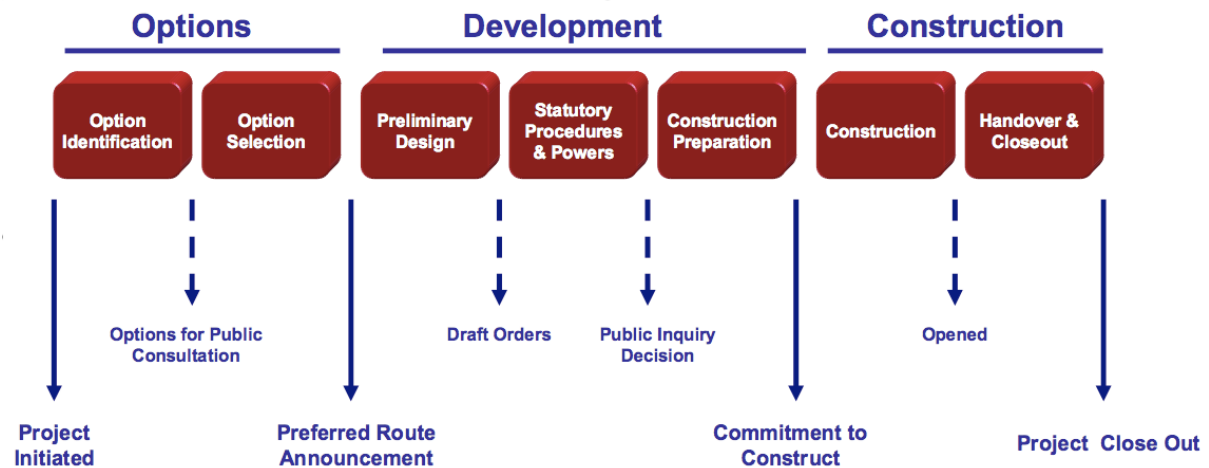 Options
Development
Construction
Option
Identification
Option
Selection
Preliminary
Design
Statutory
Procedures
& Powers
Construction
Preparation
Construction
Handover &
Closeout
Options for Public
Consultation
Draft Orders
Public Inquiry
Decision
Opened
Project
Initiated
Preferred Route
Announcement
Commitment to
Construct
Project Close Out